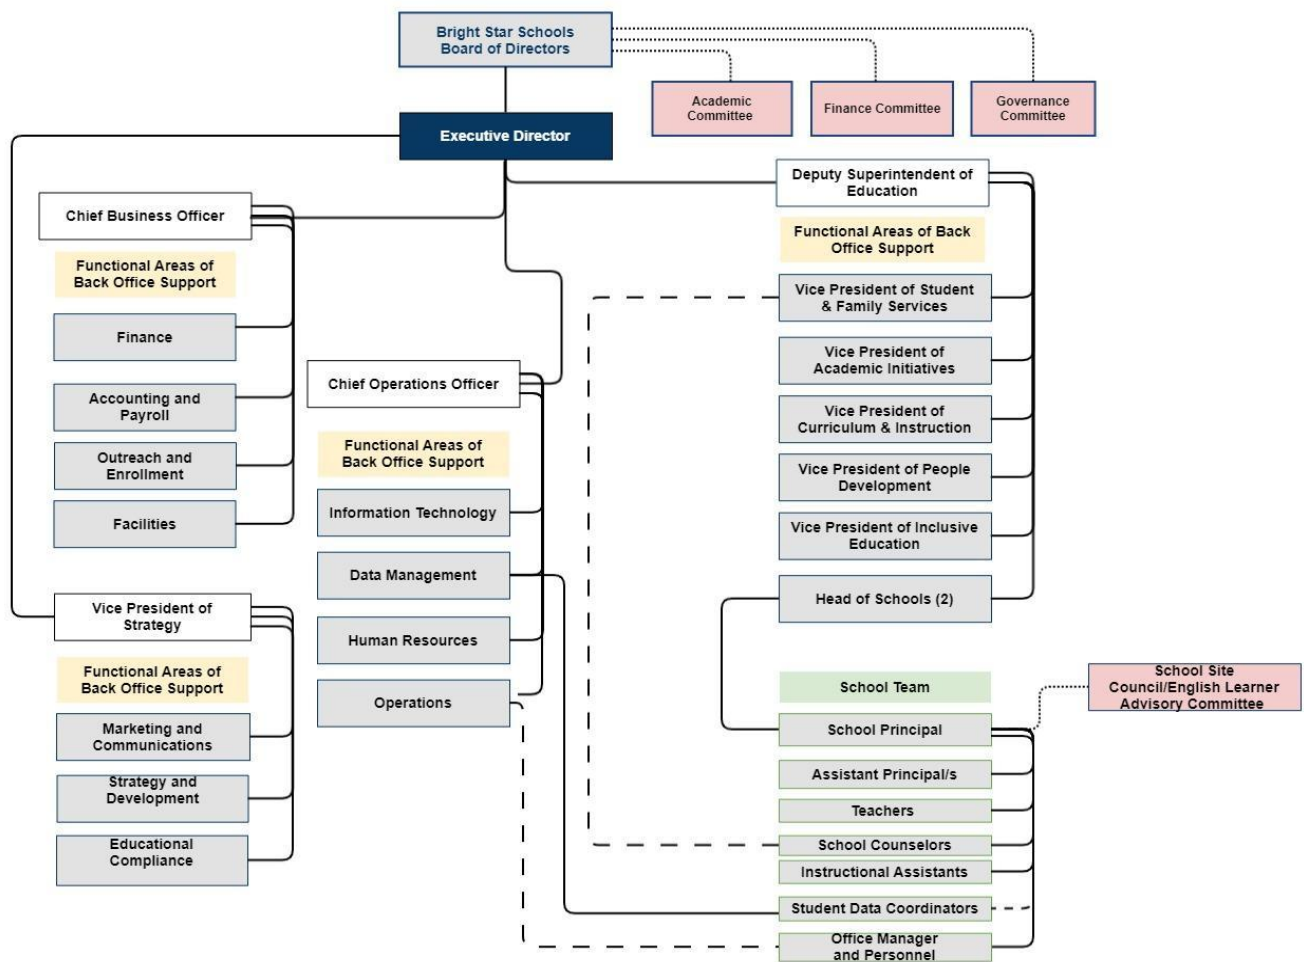 Bright Star Schools
Board of Directors
Academic
Committee
Finance Committee
Governance
Committee
Executive Director
Chief Business Officer
Functional Areas of
Back Office Support
Finance
Accounting and
Payroll
Outreach and
Enrollment
Facilities
Vice President of
Strategy
Functional Areas of
Back Office Support
Marketing and
Communications
Strategy and
Development
Educational
Compliance
Chief Operations Officer
Functional Areas of
Back Office Support
Information Technology
Data Management
Human Resources
Operations
Deputy Superintendent of
Education
Functional Areas of Back
Office Support
Vice President of Student
& Family Services
Vice President of
Academic Initiatives
Vice President of
Curriculum & Instruction
Vice President of People
Development
Vice President of Inclusive
Education
Head of Schools (2)
School Team
School Principal
Assistant Principal/s
Teachers
School Counselors
Instructional Assistants
Student Data Coordinators
Office Manager
and Personnel
School Site
Council/English Learner
Advisory Committee